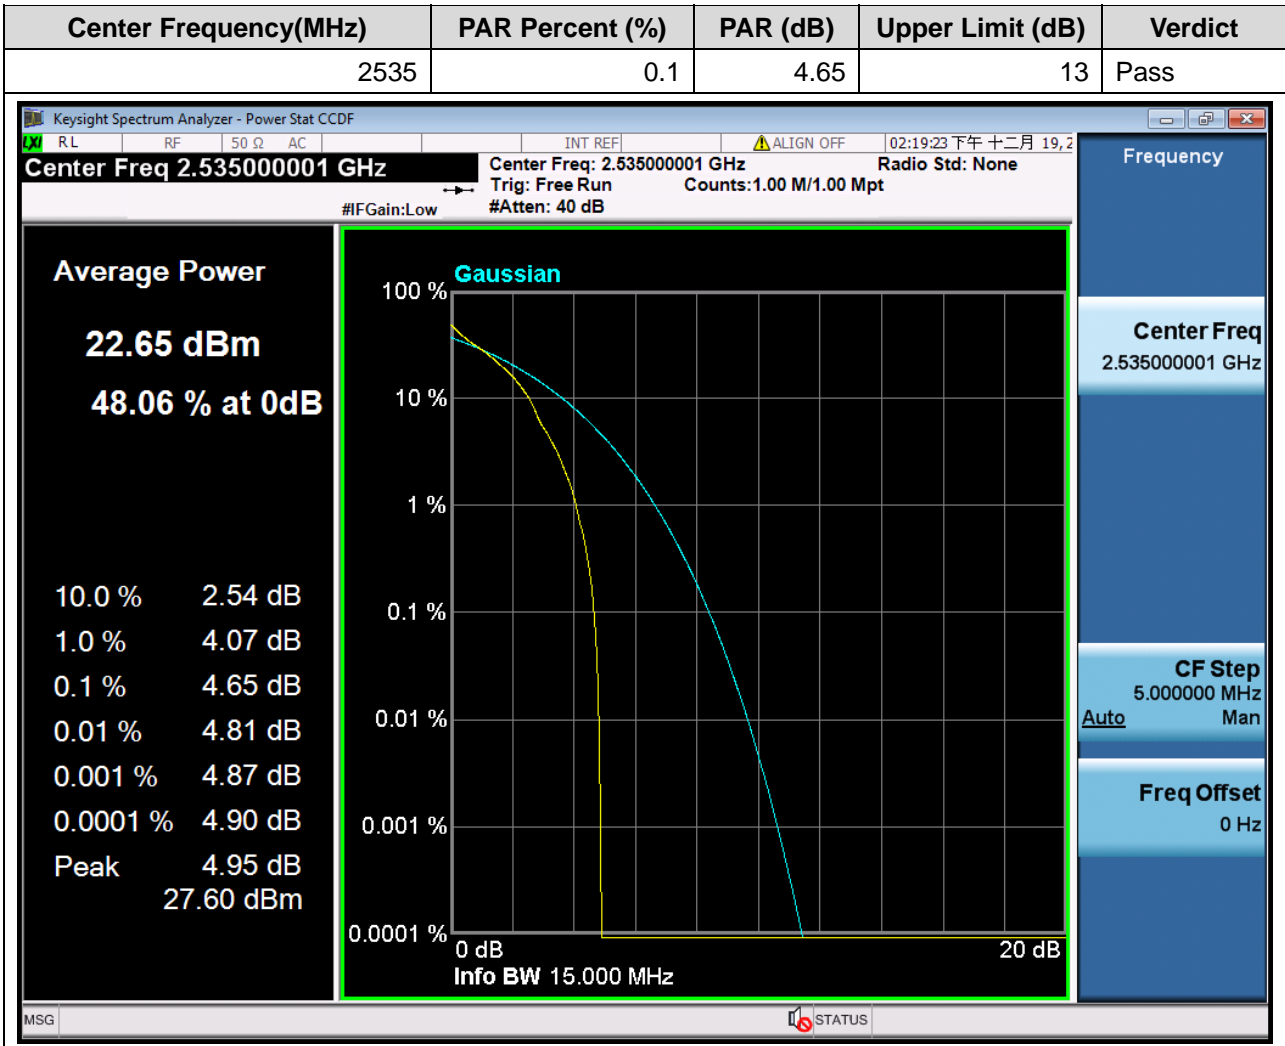 Center Frequency(MHz) PAR Percent (%) PAR (dB) Upper Limit (dB) Verdict
2535 0.1 4.65 13 Pass
Keysight Spectrum Analyzer - Power Stat CCDF
LXI RL RF 50 Ω AC INT REF ALIGN OFF 02:19:23下午 十二月 19, 2
Center Freq 2.535000001 GHz
#IFGain:Low
Center Freq: 2.535000001 GHz Radio Std: None
Trig: Free Run Counts:1.00 M/1.00 Mpt
#Atten: 40 dB
Average Power
22.65 dBm
48.06 % at 0dB
10.0 % 2.54 dB
1.0 % 4.07 dB
0.1 % 4.65 dB
0.01 % 4.81 dB
0.001 % 4.87 dB
0.0001 % 4.90 dB
Peak 4.95 dB
27.60 dBm
Gaussian
100 %
10 %
1 %
0.1 %
0.01 %
0.001 %
0.0001 %
0 dB 20 dB
Info BW 15.000 MHz
Frequency
Center Freq
2.535000001 GHz
CF Step
5.000000 MHz
Auto Man
Freq Offset
0 Hz
MSG STATUS